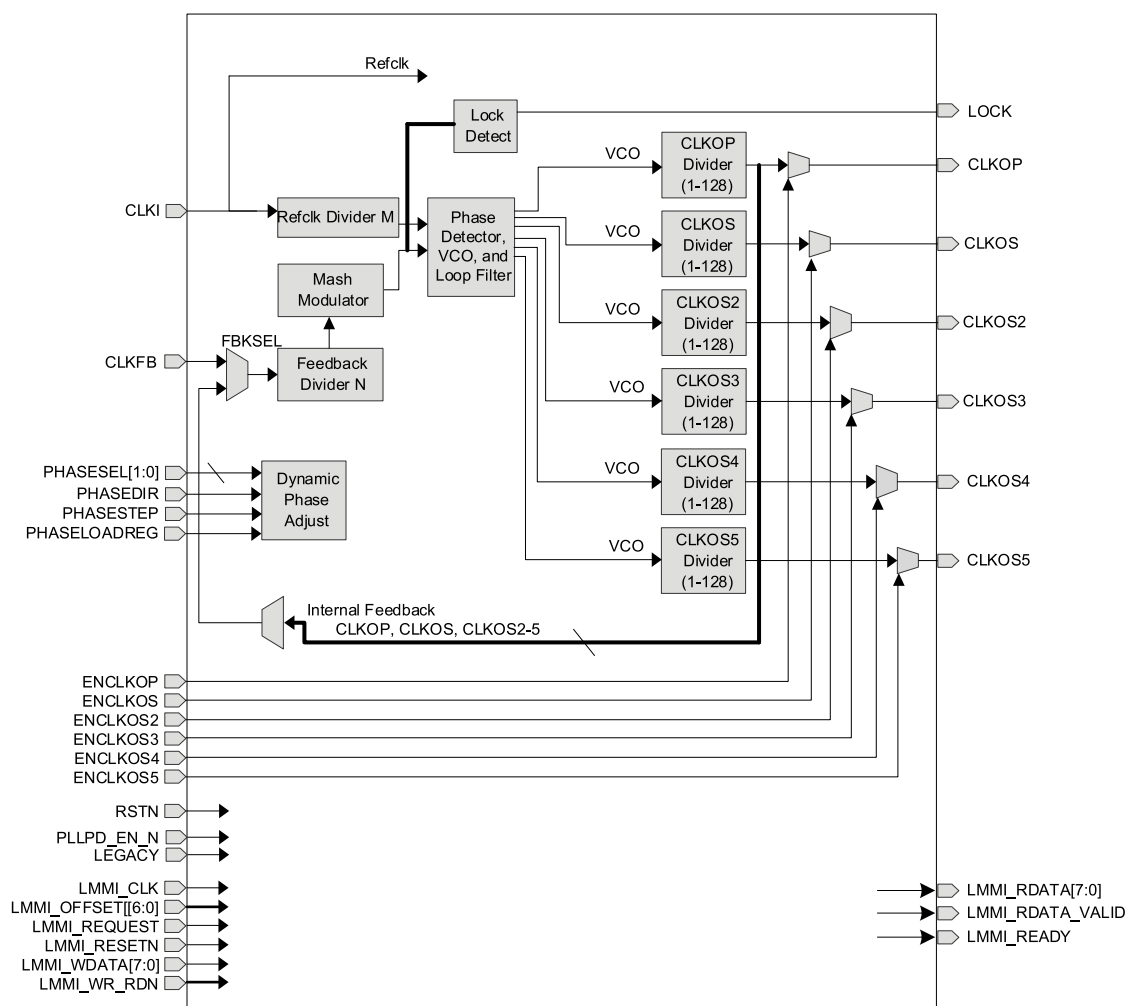 Refclk
Lock
Detect
LOCK
VCO
CLKOP
Divider
(1-128)
CLKOP
CLKI
Refclk Divider M
Phase
Detector,
VCO, and
Loop Filter
VCO
CLKOS
Divider
(1-128)
CLKOS
Mash
Modulator
VCO
CLKOS2
Divider
(1-128)
CLKOS2
CLKFB
FBKSEL
Feedback
Divider N
VCO
CLKOS3
Divider
(1-128)
CLKOS3
PHASESEL[1:0]
PHASEDIR
PHASESTEP
PHASELOADREG
Dynamic
Phase
Adjust
VCO
CLKOS4
Divider
(1-128)
CLKOS4
VCO
CLKOS5
Divider
(1-128)
CLKOS5
Internal Feedback
CLKOP, CLKOS, CLKOS2-5
ENCLKOP
ENCLKOS
ENCLKOS2
ENCLKOS3
ENCLKOS4
ENCLKOS5
RSTN
PLLPD_EN_N
LEGACY
LMMI_CLK
LMMI_OFFSET[[6:0]
LMMI_REQUEST
LMMI_RESETN
LMMI_WDATA[7:0]
LMMI_WR_RDN
LMMI_RDATA[7:0]
LMMI_RDATA_VALID
LMMI_READY